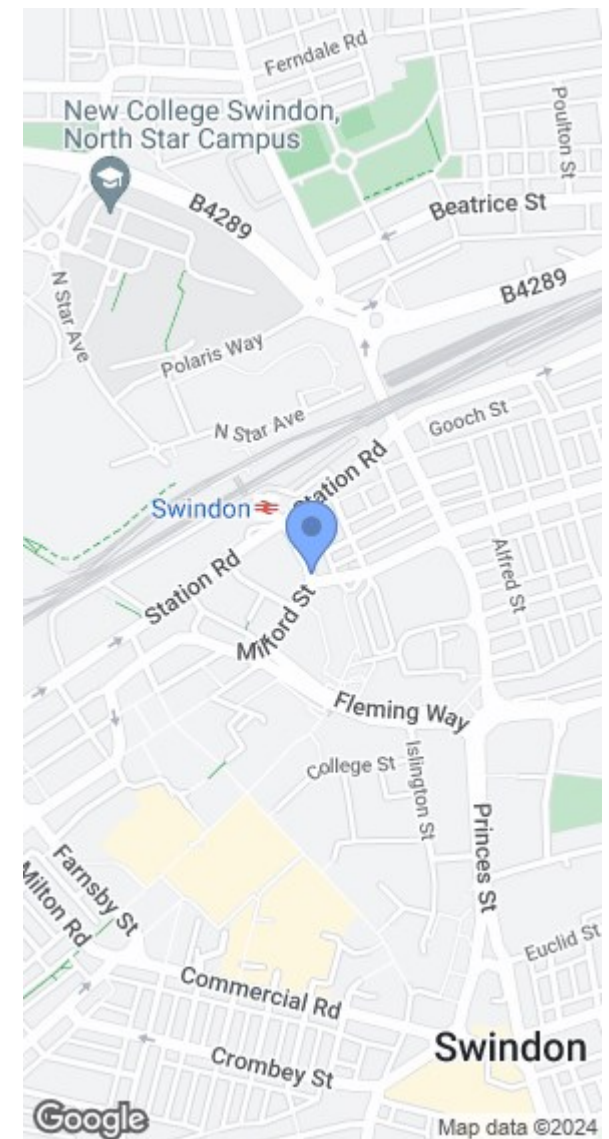 Ferndale Rd
New College Swindon,
North Star Campus
Poulton St
B4289
Beatrice St
B4289
N Star Ave
Polaris Way
Gooch St
N Star Ave
Station Rd
Swindon
Alfred St
Station Rd
Milford St
Fleming Way
College St
Islington St
Princes St
Farnsby St
Milton Rd
Euclid St
Commercial Rd
Swindon
Crombey St
Google
Map data ©2024